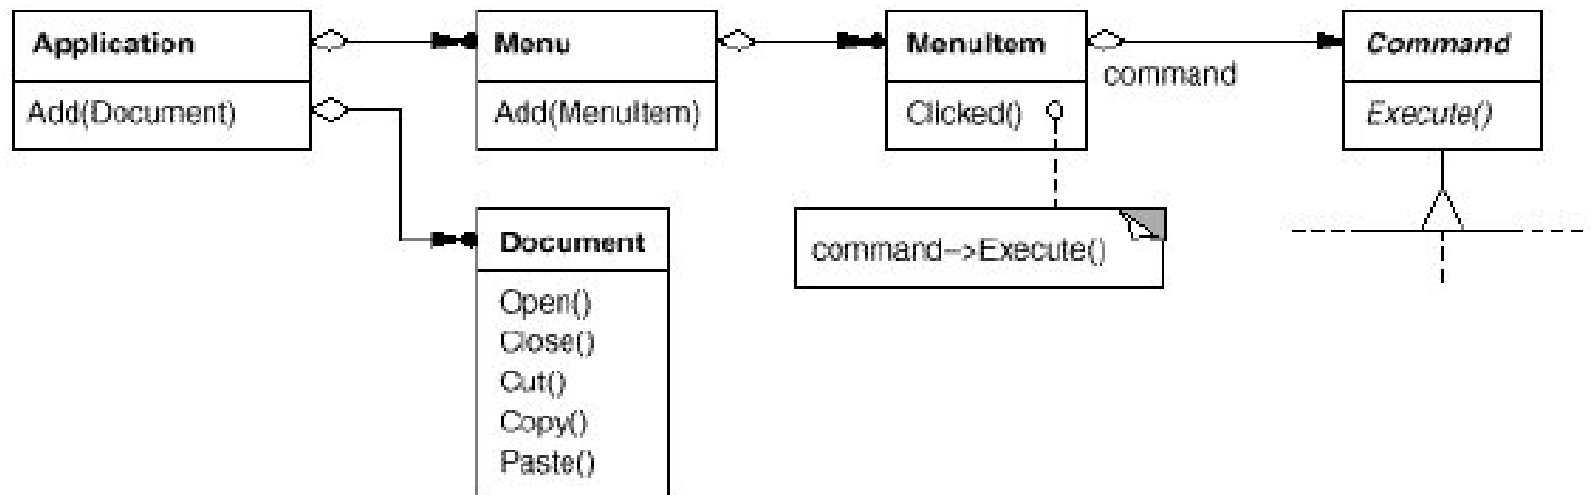 Application
Add(Document)
Menu
Add(MenuItem)
MenuItem
Clicked()
command
Command
Execute()
command->Execute()
Document
Open()
Close()
Cut()
Copy()
Paste()